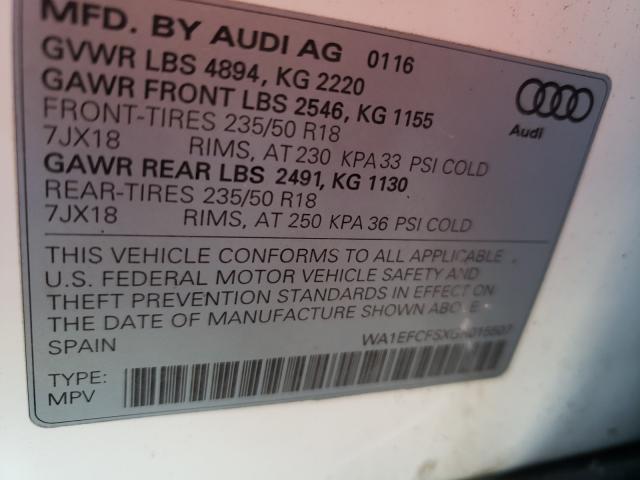 MFD. BY AUDI AG 0116
GVWR LBS 4894, KG 2220
GAWR FRONT LBS 2546, KG 1155
FRONT-TIRES 235/50 R18
7JX18 RIMS, AT 230 KPA 33 PSI COLD
GAWR REAR LBS 2491, KG 1130
REAR-TIRES 235/50 R18
7JX18 RIMS, AT 250 KPA 36 PSI COLD
Audi
THIS VEHICLE CONFORMS TO ALL APPLICABLE
U.S. FEDERAL MOTOR VEHICLE SAFETY AND
THEFT PREVENTION STANDARDS IN EFFECT ON
THE DATE OF MANUFACTURE SHOWN ABOVE
SPAIN
TYPE:
MPV